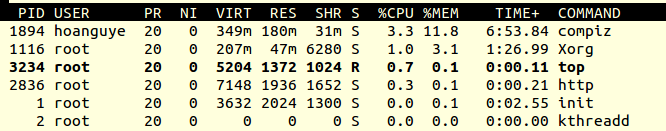 PID USER PR NI VIRT RES SHR S %CPU %MEM TIME+ COMMAND
1894 hoanguye 20 0 349m 180m 31m S 3.3 11.8 6:53.84 compiz
1116 root 20 0 207m 47m 6280 S 1.0 3.1 1:26.99 Xorg
3234 root 20 0 5204 1372 1024 R 0.7 0.1 0:00.11 top
2836 root 20 0 7148 1936 1652 S 0.3 0.1 0:00.21 http
1 root 20 0 3632 2024 1300 S 0.0 0.1 0:02.55 init
2 root 20 0 0 0 0 S 0.0 0.0 0:00.00 kthreadd